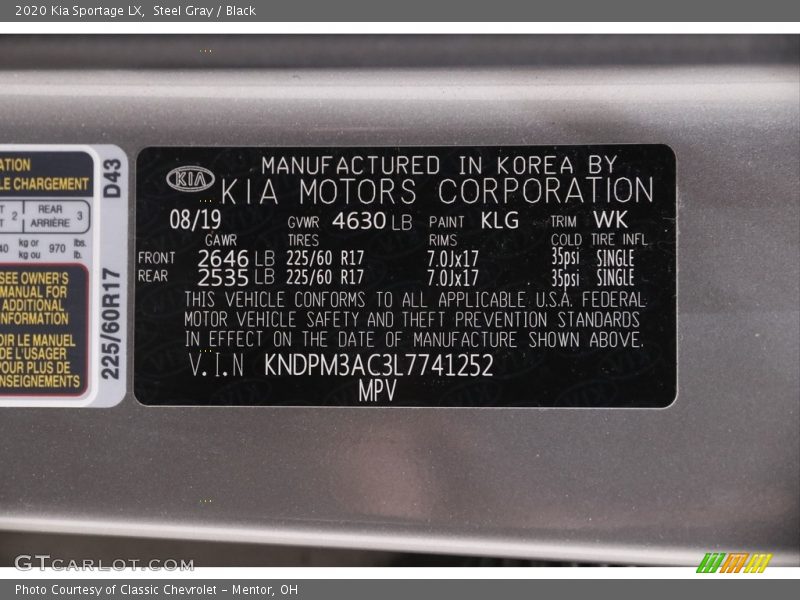 2020 Kia Sportage LX, Steel Gray / Black
ATION
LE CHARGEMENT
2 REAR ARRIÈRE 3
kg or kg ou 970 lbs. lb.
SEE OWNER'S
MANUAL FOR
ADDITIONAL
INFORMATION
LE MANUEL
DE L'USAGER
POUR PLUS DE
NSEIGNEMENTS
D43
225/60R17
KIA
MANUFACTURED IN KOREA BY
KIA MOTORS CORPORATION
08/19 GVWR 4630 LB PAINT KLG TRIM WK
GAWR TIRES RIMS COLD TIRE INFL
FRONT 2646 LB 225/60 R17 7.0Jx17 35psi SINGLE
REAR 2535 LB 225/60 R17 7.0Jx17 35psi SINGLE
THIS VEHICLE CONFORMS TO ALL APPLICABLE U.S.A. FEDERAL
MOTOR VEHICLE SAFETY AND THEFT PREVENTION STANDARDS
IN EFFECT ON THE DATE OF MANUFACTURE SHOWN ABOVE.
V.I.N KNDPM3AC3L7741252
MPV
GTCarLot.com
Photo Courtesy of Classic Chevrolet - Mentor, OH